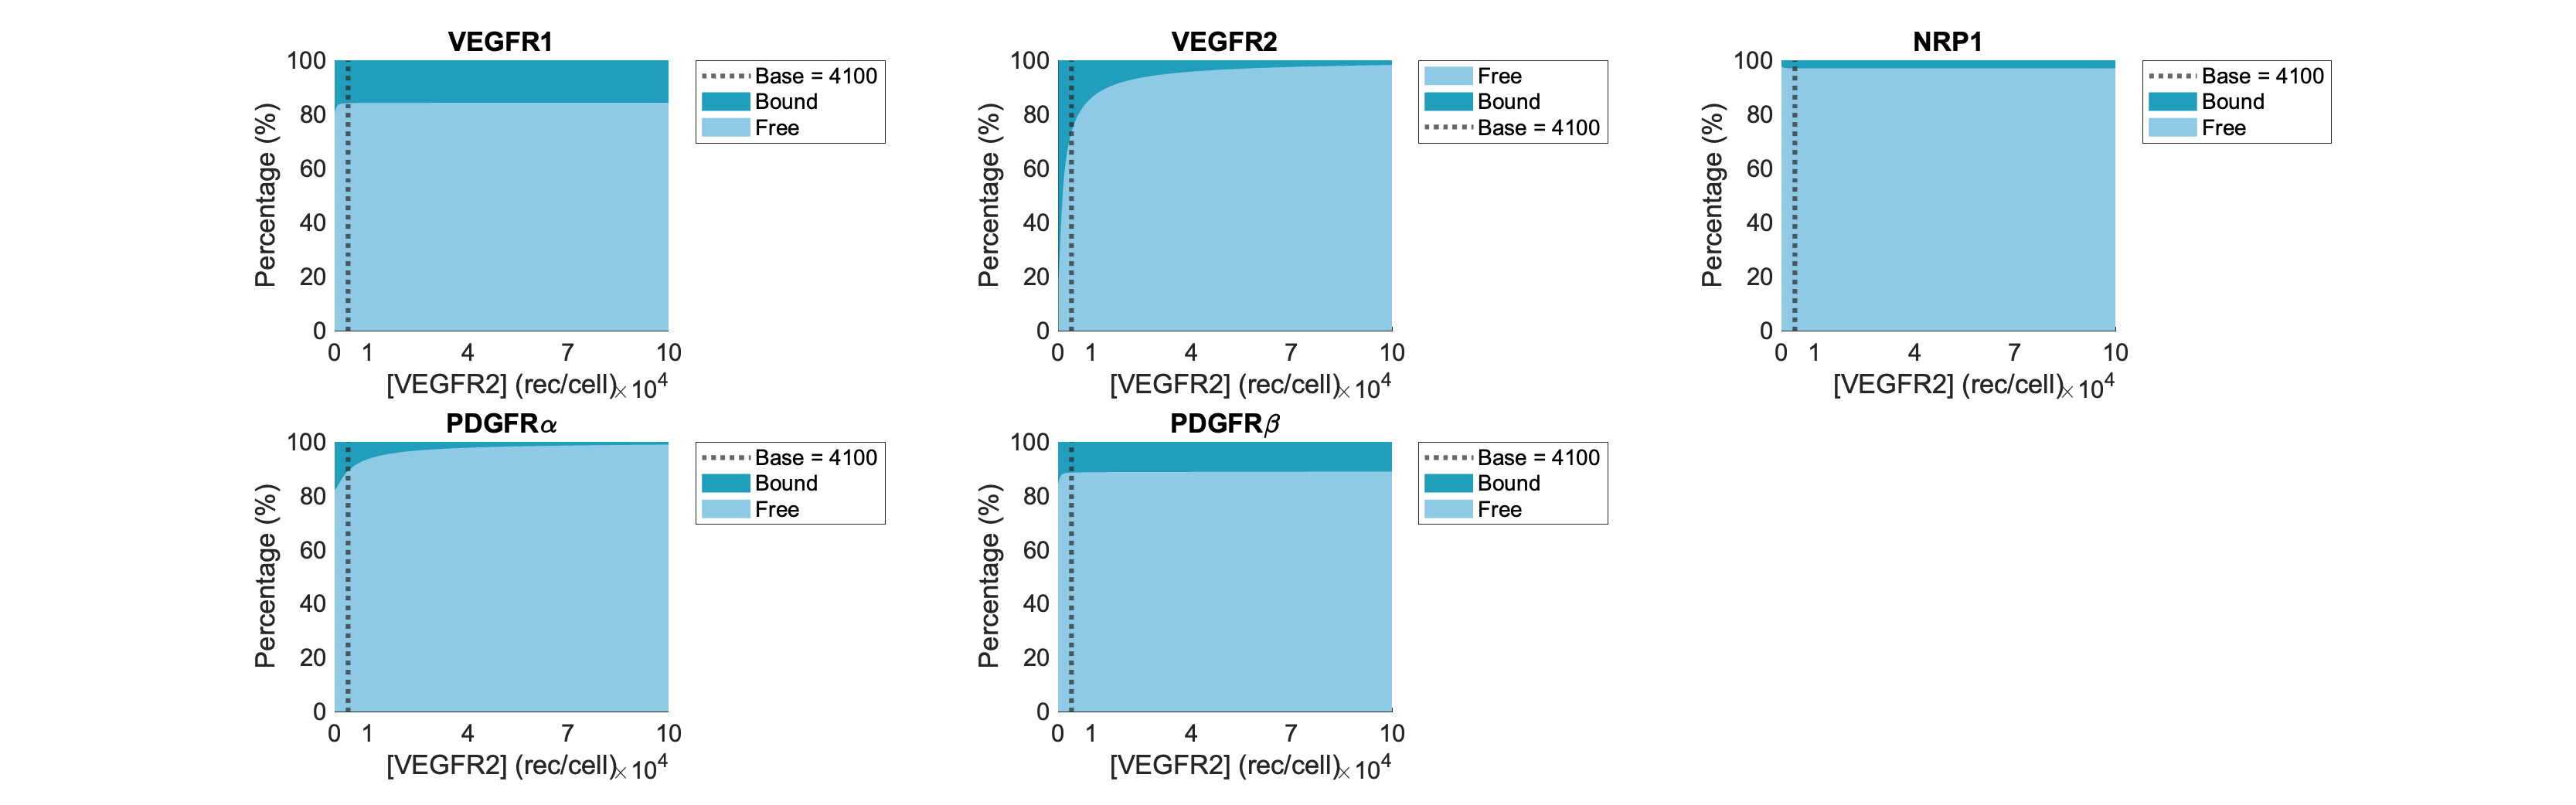 VEGFR1
Percentage (%)
100
80
60
40
20
0
0 1 4 7 10
[VEGFR2] (rec/cell) ×10⁴
Base = 4100
Bound
Free
VEGFR2
Percentage (%)
100
80
60
40
20
0
0 1 4 7 10
[VEGFR2] (rec/cell) ×10⁴
Free
Bound
Base = 4100
NRP1
Percentage (%)
100
80
60
40
20
0
0 1 4 7 10
[VEGFR2] (rec/cell) ×10⁴
Base = 4100
Bound
Free
PDGFRα
Percentage (%)
100
80
60
40
20
0
0 1 4 7 10
[VEGFR2] (rec/cell) ×10⁴
Base = 4100
Bound
Free
PDGFRβ
Percentage (%)
100
80
60
40
20
0
0 1 4 7 10
[VEGFR2] (rec/cell) ×10⁴
Base = 4100
Bound
Free